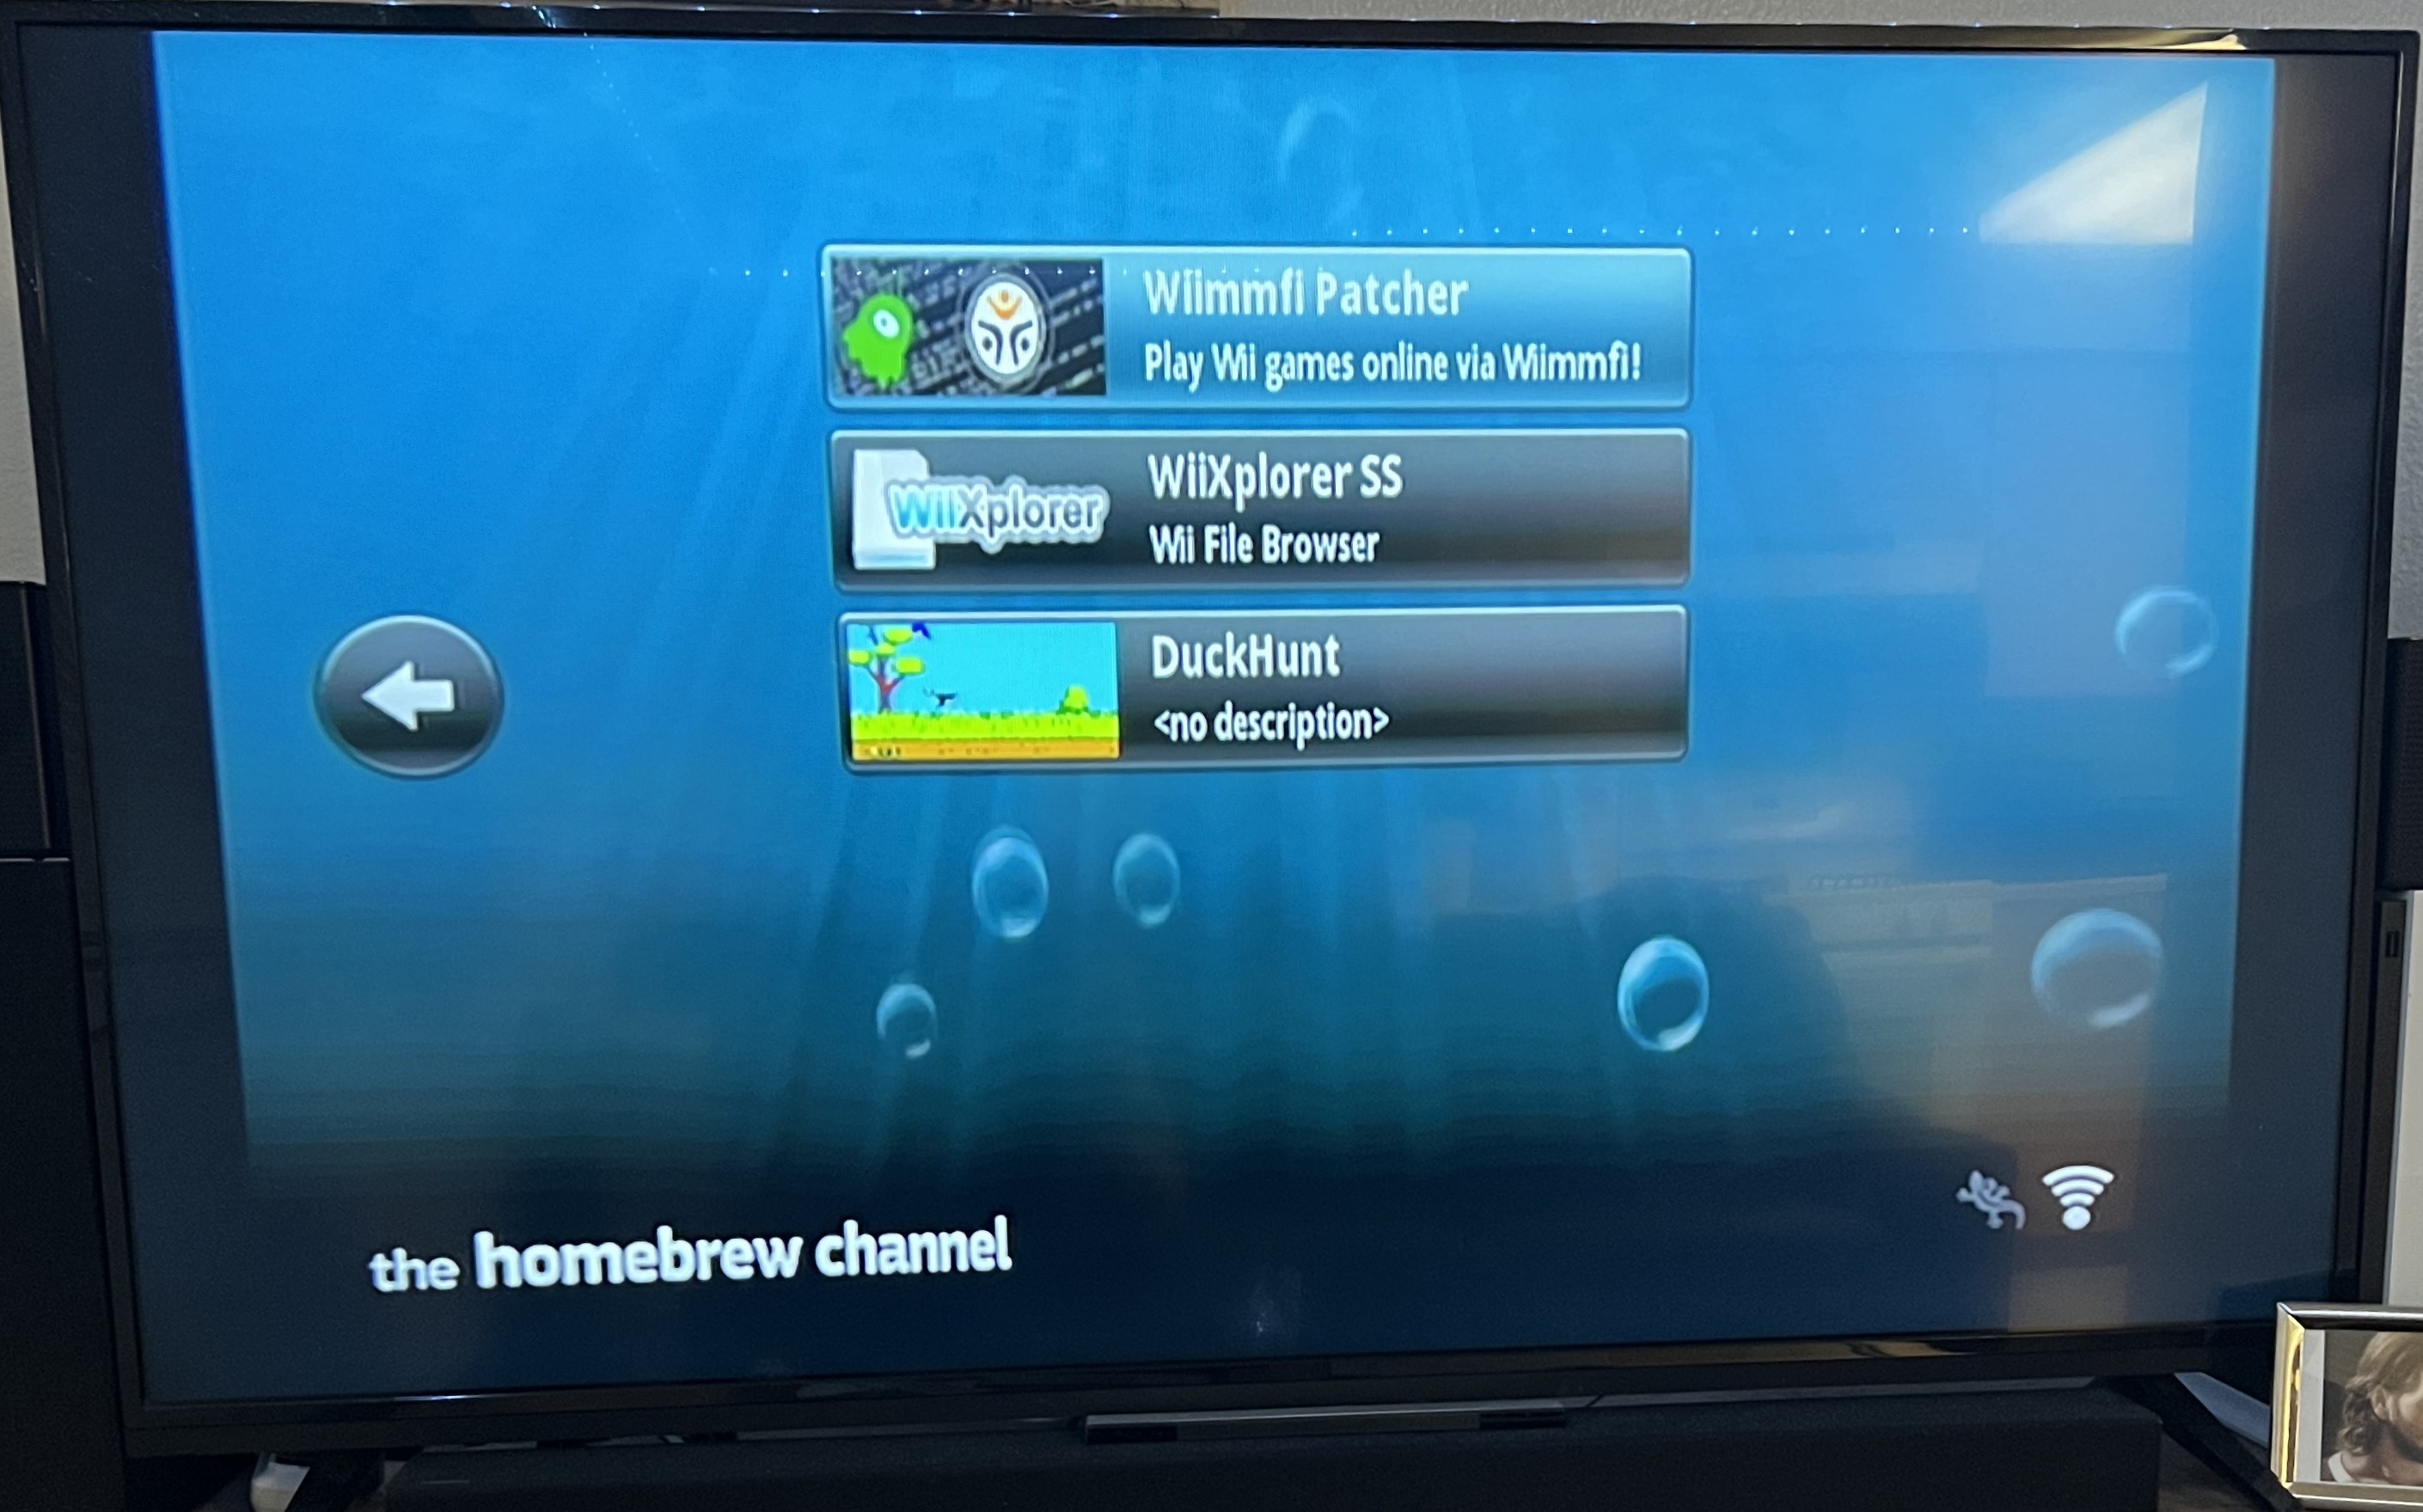 Wiimmfi Patcher
Play Wii games online via Wiimmfi!
WiiXplorer
WiiXplorer SS
Wii File Browser
DuckHunt
<no description>
the homebrew channel